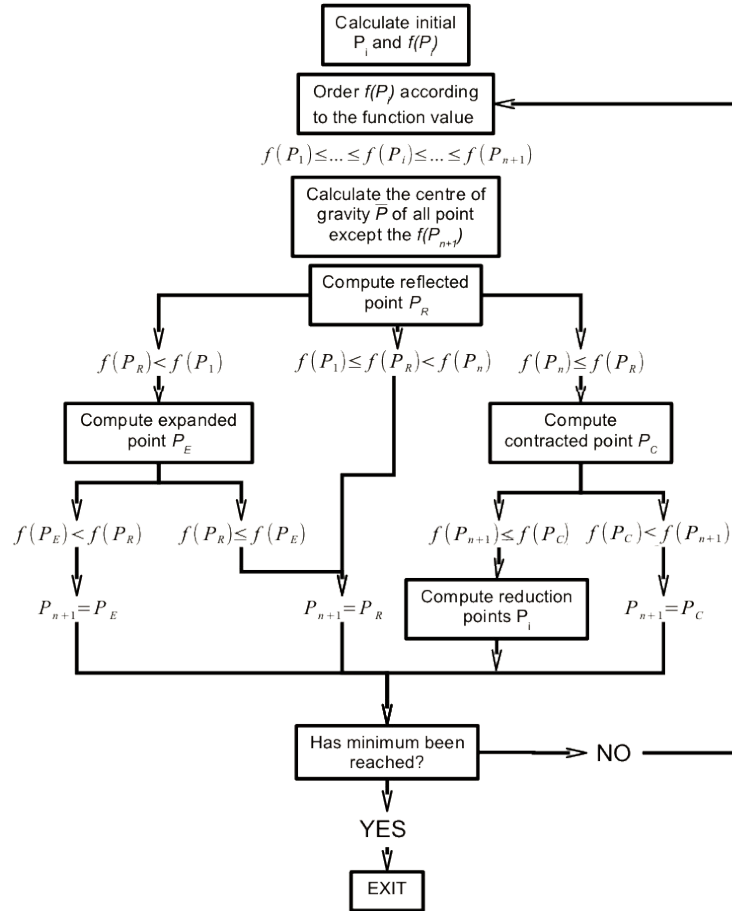 Calculate initial
P_i and f(P_i)
Order f(P_i) according
to the function value
f(P_1)≤...≤f(P_i)≤...≤f(P_{n+1})
Calculate the centre of
gravity P̅ of all point
except the f(P_{n+1})
Compute reflected
point P_R
f(P_R)<f(P_1)
f(P_1)≤f(P_R)<f(P_n)
f(P_n)≤f(P_R)
Compute expanded
point P_E
Compute
contracted point P_C
f(P_E)<f(P_R)
f(P_R)≤f(P_E)
f(P_{n+1})≤f(P_C)
f(P_C)<f(P_{n+1})
P_{n+1}=P_E
P_{n+1}=P_R
Compute reduction
points P_i
P_{n+1}=P_C
Has minimum been
reached?
NO
YES
EXIT